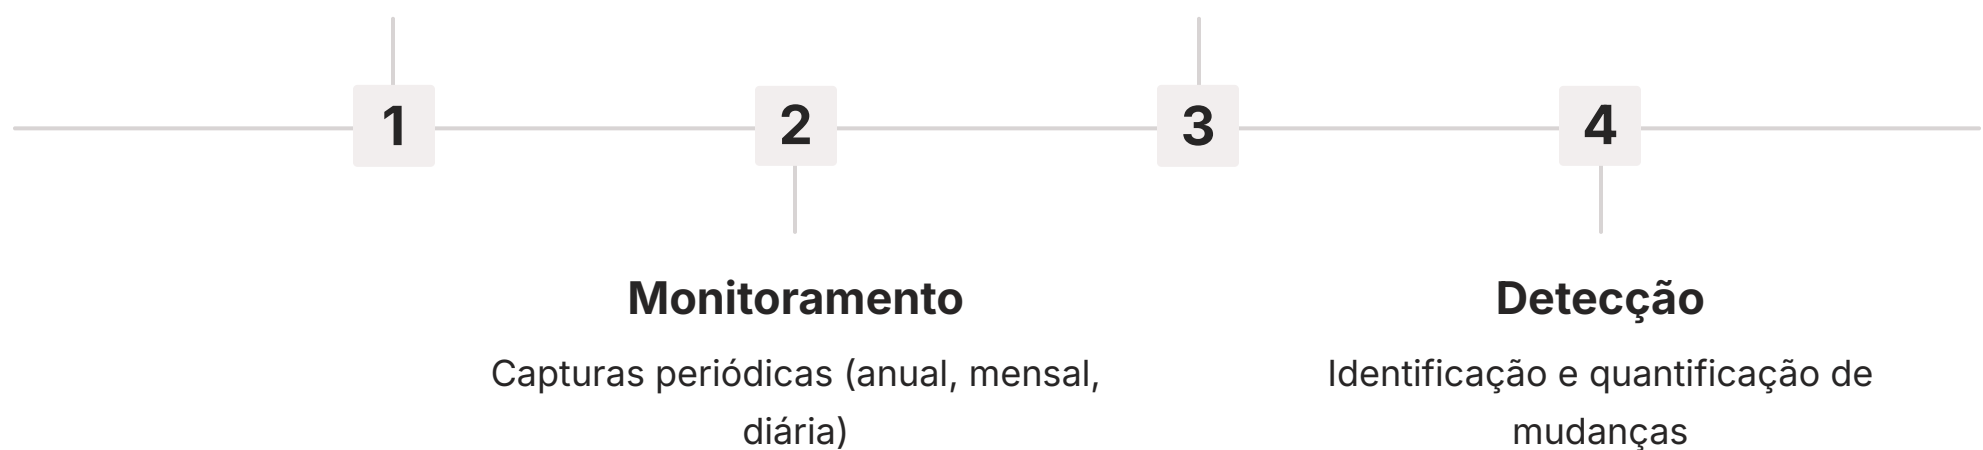 1
2
3
4
Monitoramento
Capturas periódicas (anual, mensal,
diária)
Detecção
Identificação e quantificação de
mudanças